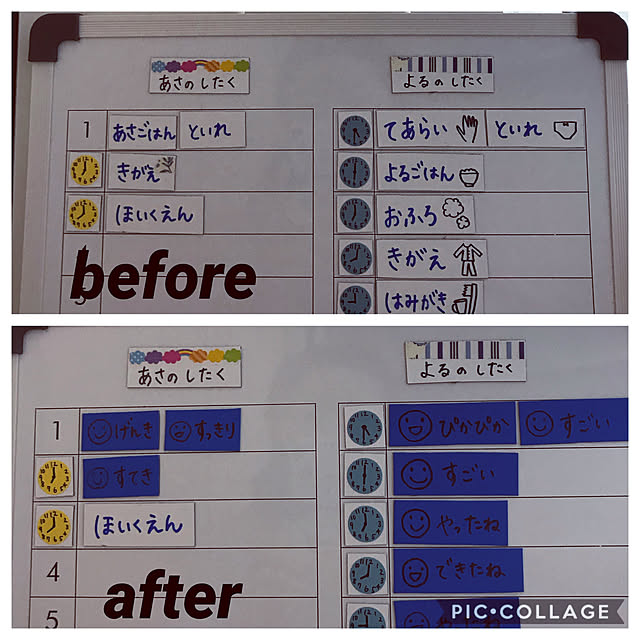 あさのしたく
よるのしたく
1 あさごはん といれ
てあらい といれ
きがえ
よるごはん
ほいくえん
おふろ
きがえ
はみがき
before
あさのしたく
よるのしたく
1 げんき すっきり
ぴかぴか すごい
すてき
すごい
ほいくえん
やったね
4
できたね
5
after
PIC•COLLAGE